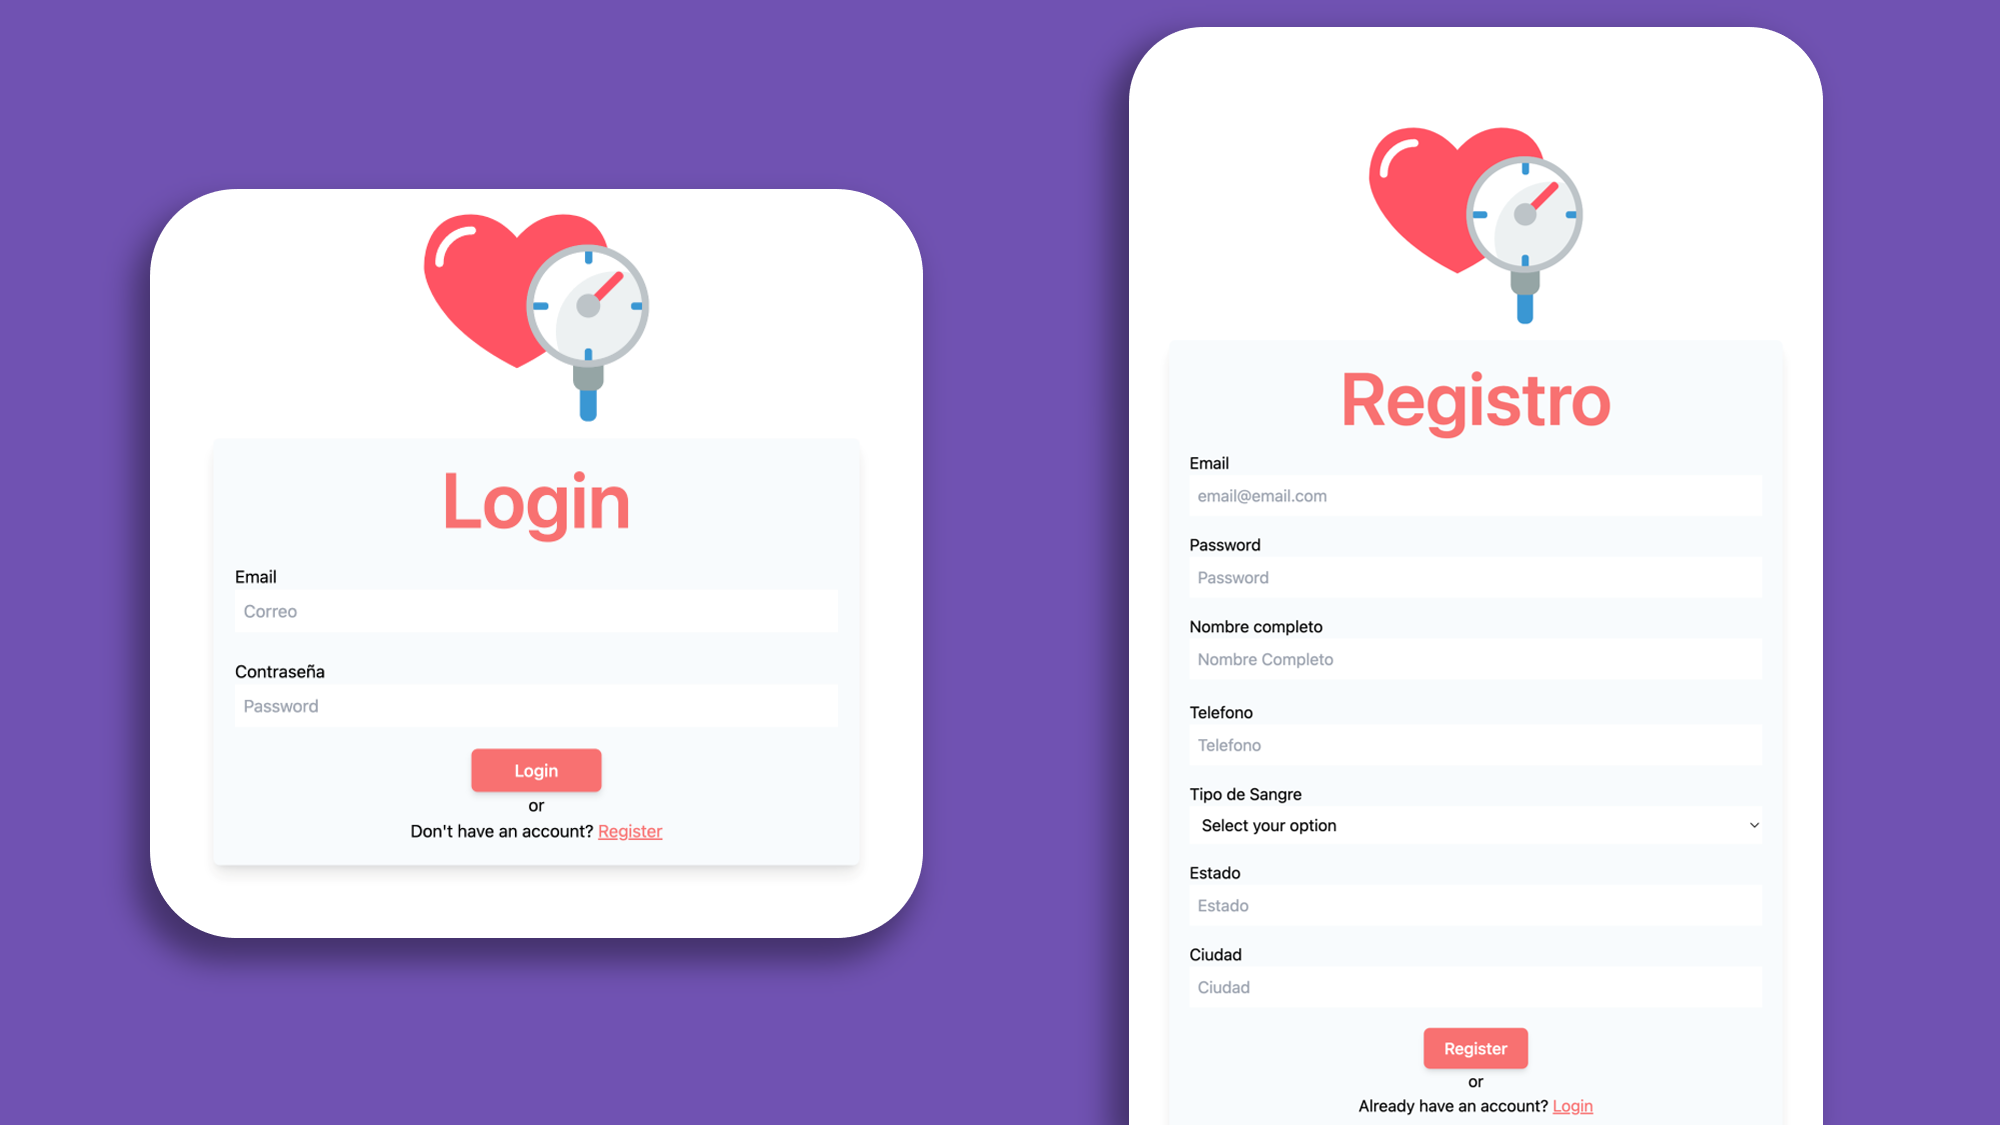 Login
Email
Correo
Contraseña
Password
Login
or
Don't have an account? Register
Registro
Email
email@email.com
Password
Password
Nombre completo
Nombre Completo
Telefono
Telefono
Tipo de Sangre
Select your option
Estado
Estado
Ciudad
Ciudad
Register
or
Already have an account? Login